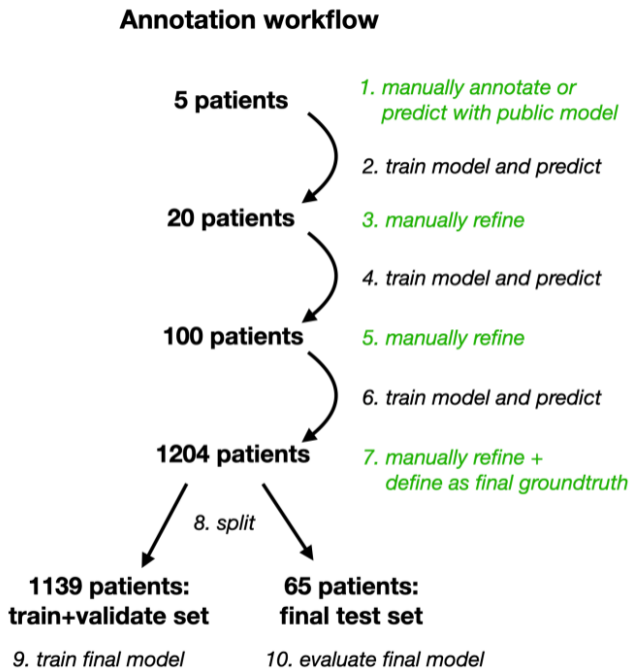 Annotation workflow
5 patients
1. manually annotate or
predict with public model
2. train model and predict
20 patients
3. manually refine
4. train model and predict
100 patients
5. manually refine
6. train model and predict
1204 patients
7. manually refine +
define as final groundtruth
8. split
1139 patients:
train+validate set
65 patients:
final test set
9. train final model
10. evaluate final model